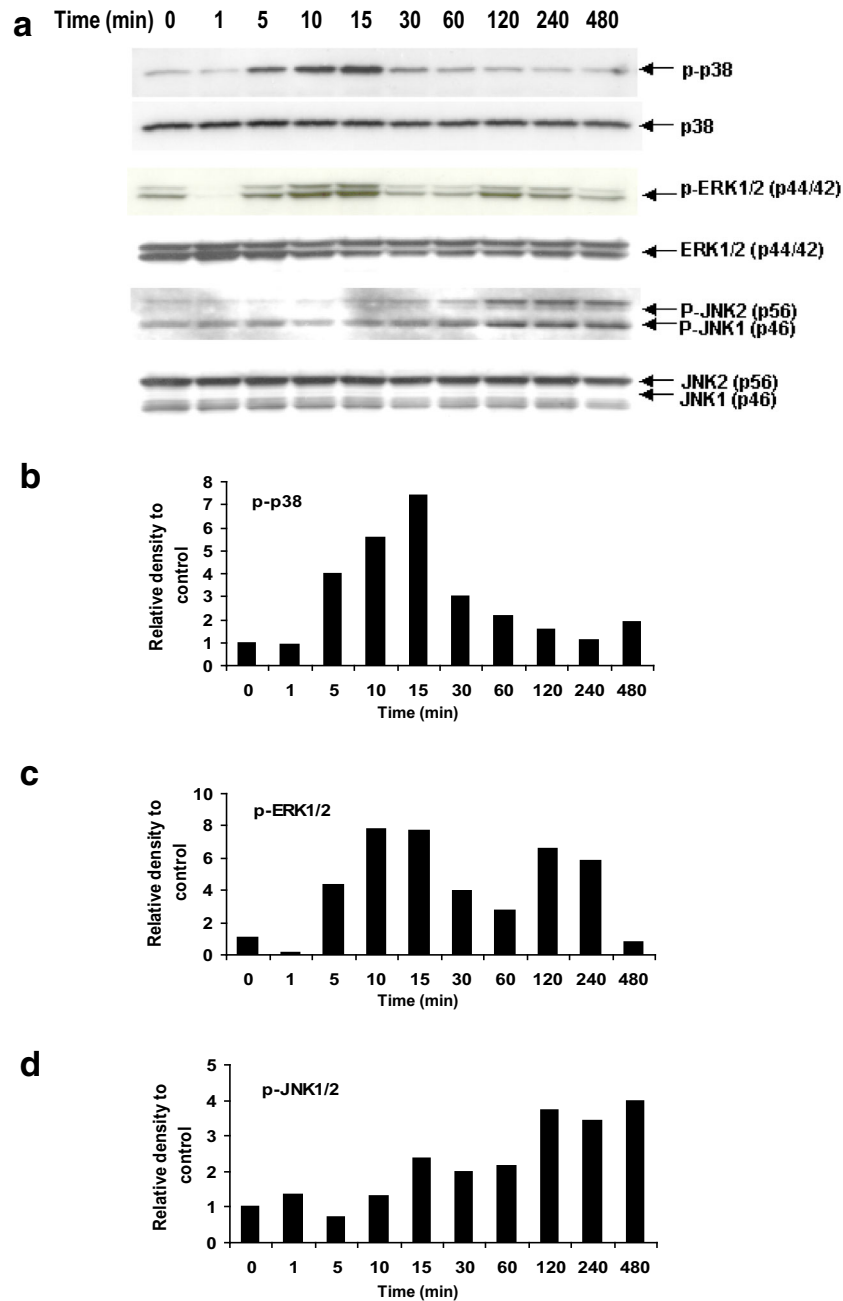 a Time (min) 0 1 5 10 15 30 60 120 240 480
p-p38
p38
p-ERK1/2 (p44/42)
ERK1/2 (p44/42)
P-JNK2 (p56)
P-JNK1 (p46)
JNK2 (p56)
JNK1 (p46)
b
p-p38
Relative density to
control
8
7
6
5
4
3
2
1
0
0 1 5 10 15 30 60 120 240 480
Time (min)
c
p-ERK1/2
Relative density to
control
10
8
6
4
2
0
0 1 5 10 15 30 60 120 240 480
Time (min)
d
p-JNK1/2
Relative density to
control
5
4
3
2
1
0
0 1 5 10 15 30 60 120 240 480
Time (min)